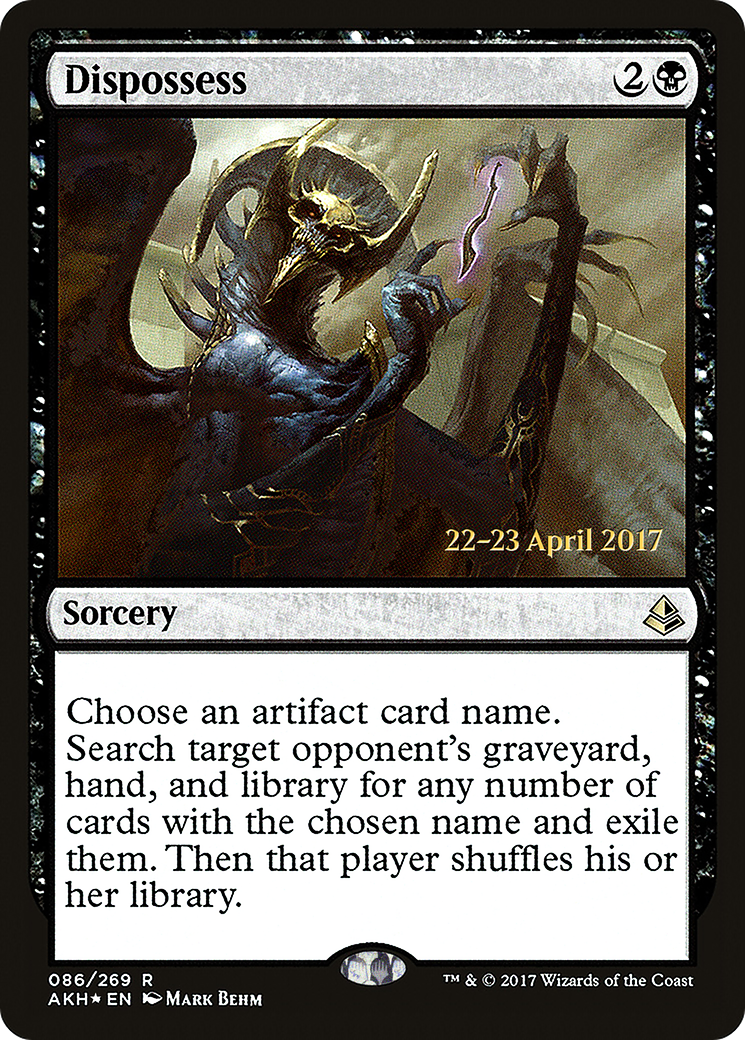 Dispossess 2
22–23 April 2017
Sorcery
Choose an artifact card name.
Search target opponent's graveyard,
hand, and library for any number of
cards with the chosen name and exile
them. Then that player shuffles his or
her library.
086/269 R
™ & © 2017 Wizards of the Coast
AKH★EN Mark Behm